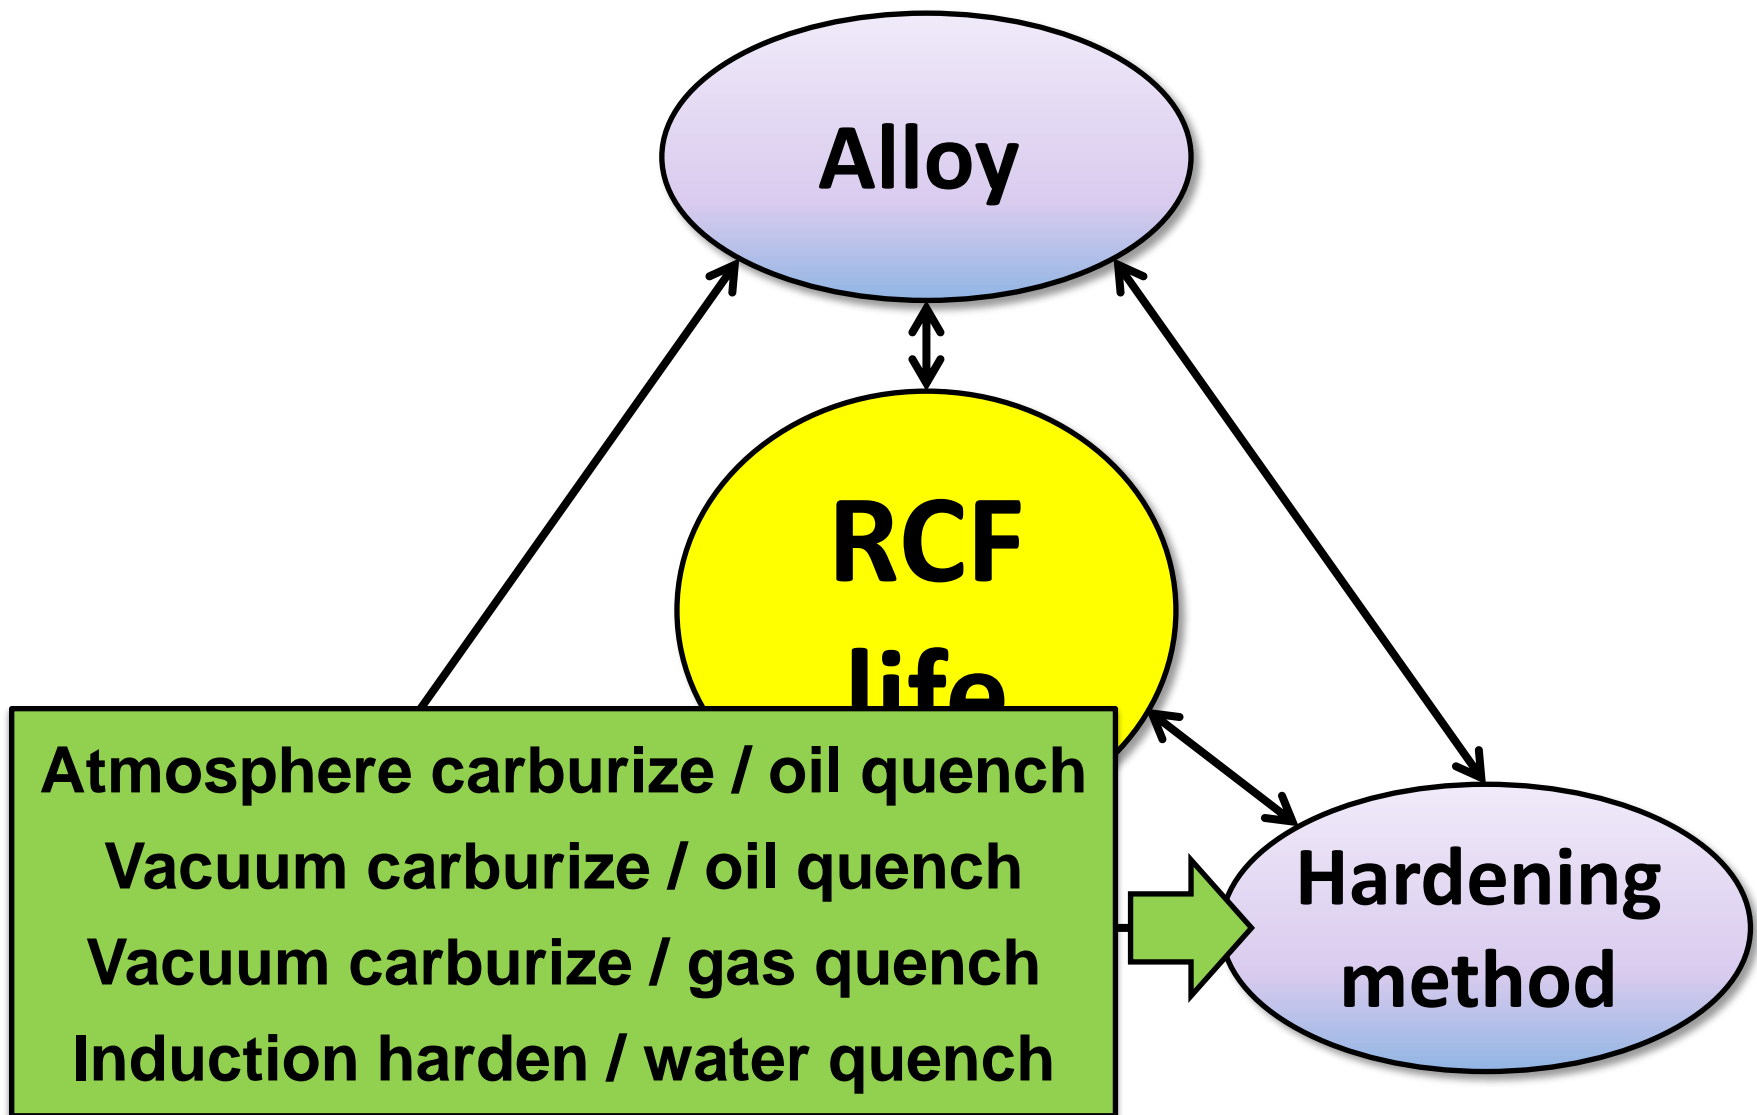 Alloy
RCF
life
Atmosphere carburize / oil quench
Vacuum carburize / oil quench
Vacuum carburize / gas quench
Induction harden / water quench
Hardening
method